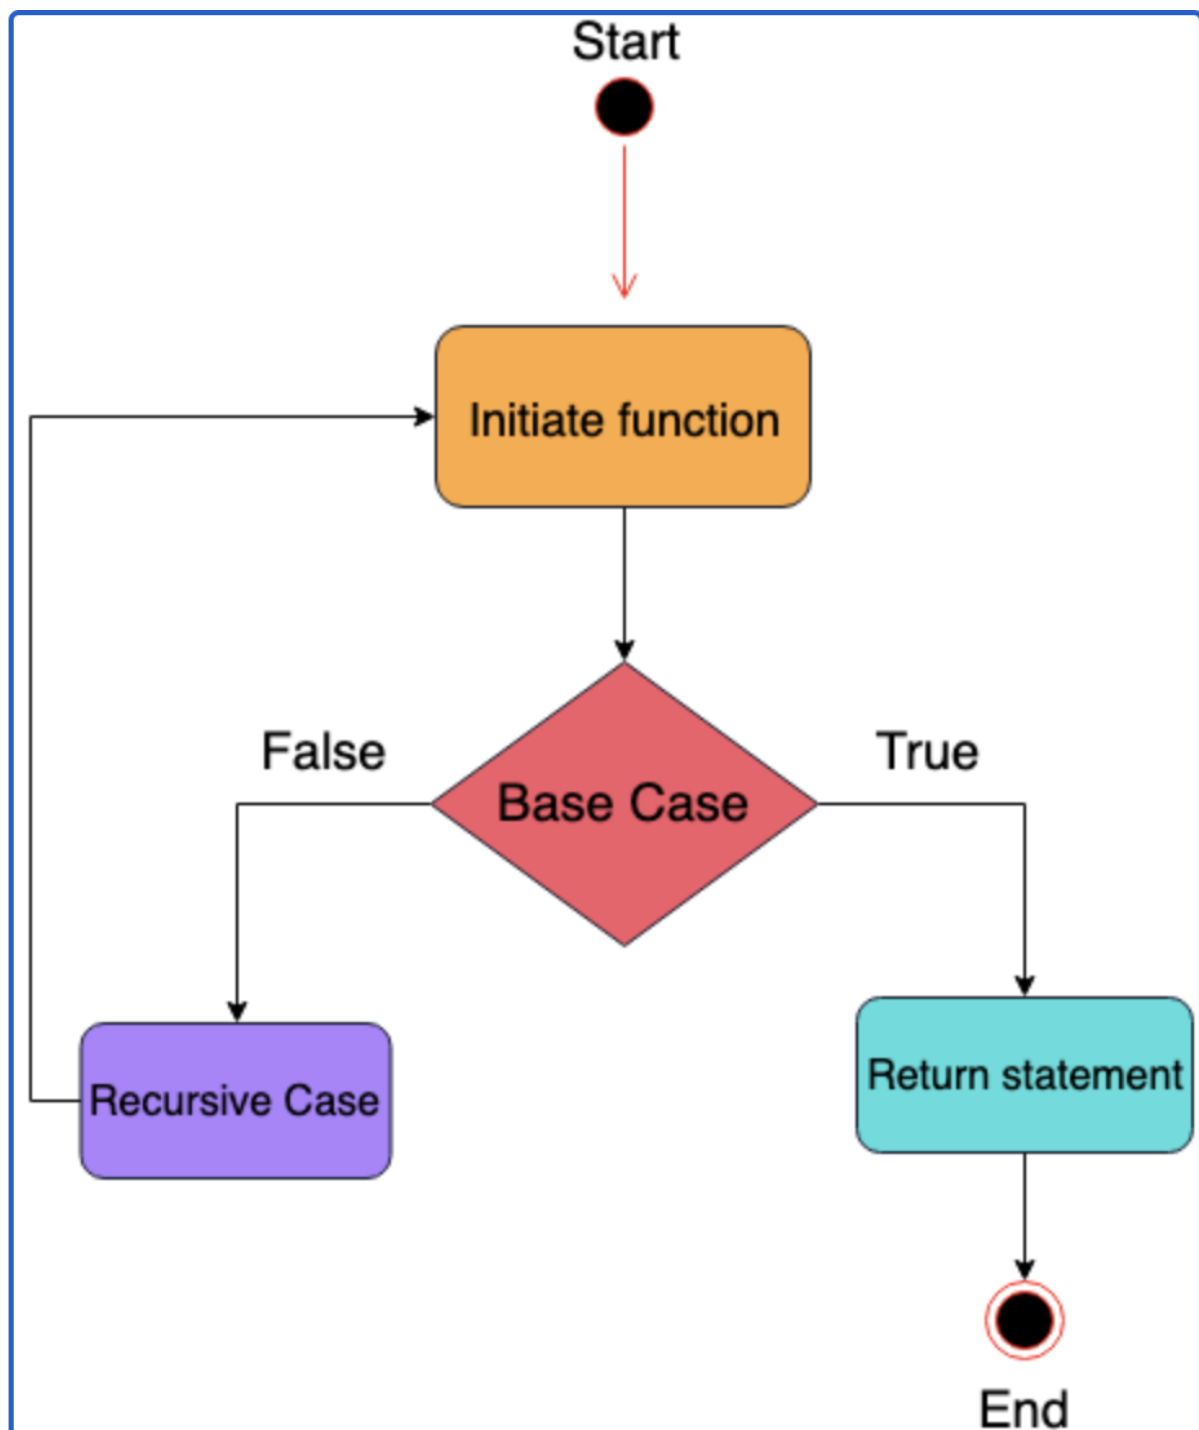 Start
Initiate function
False
True
Base Case
Return statement
Recursive Case
End